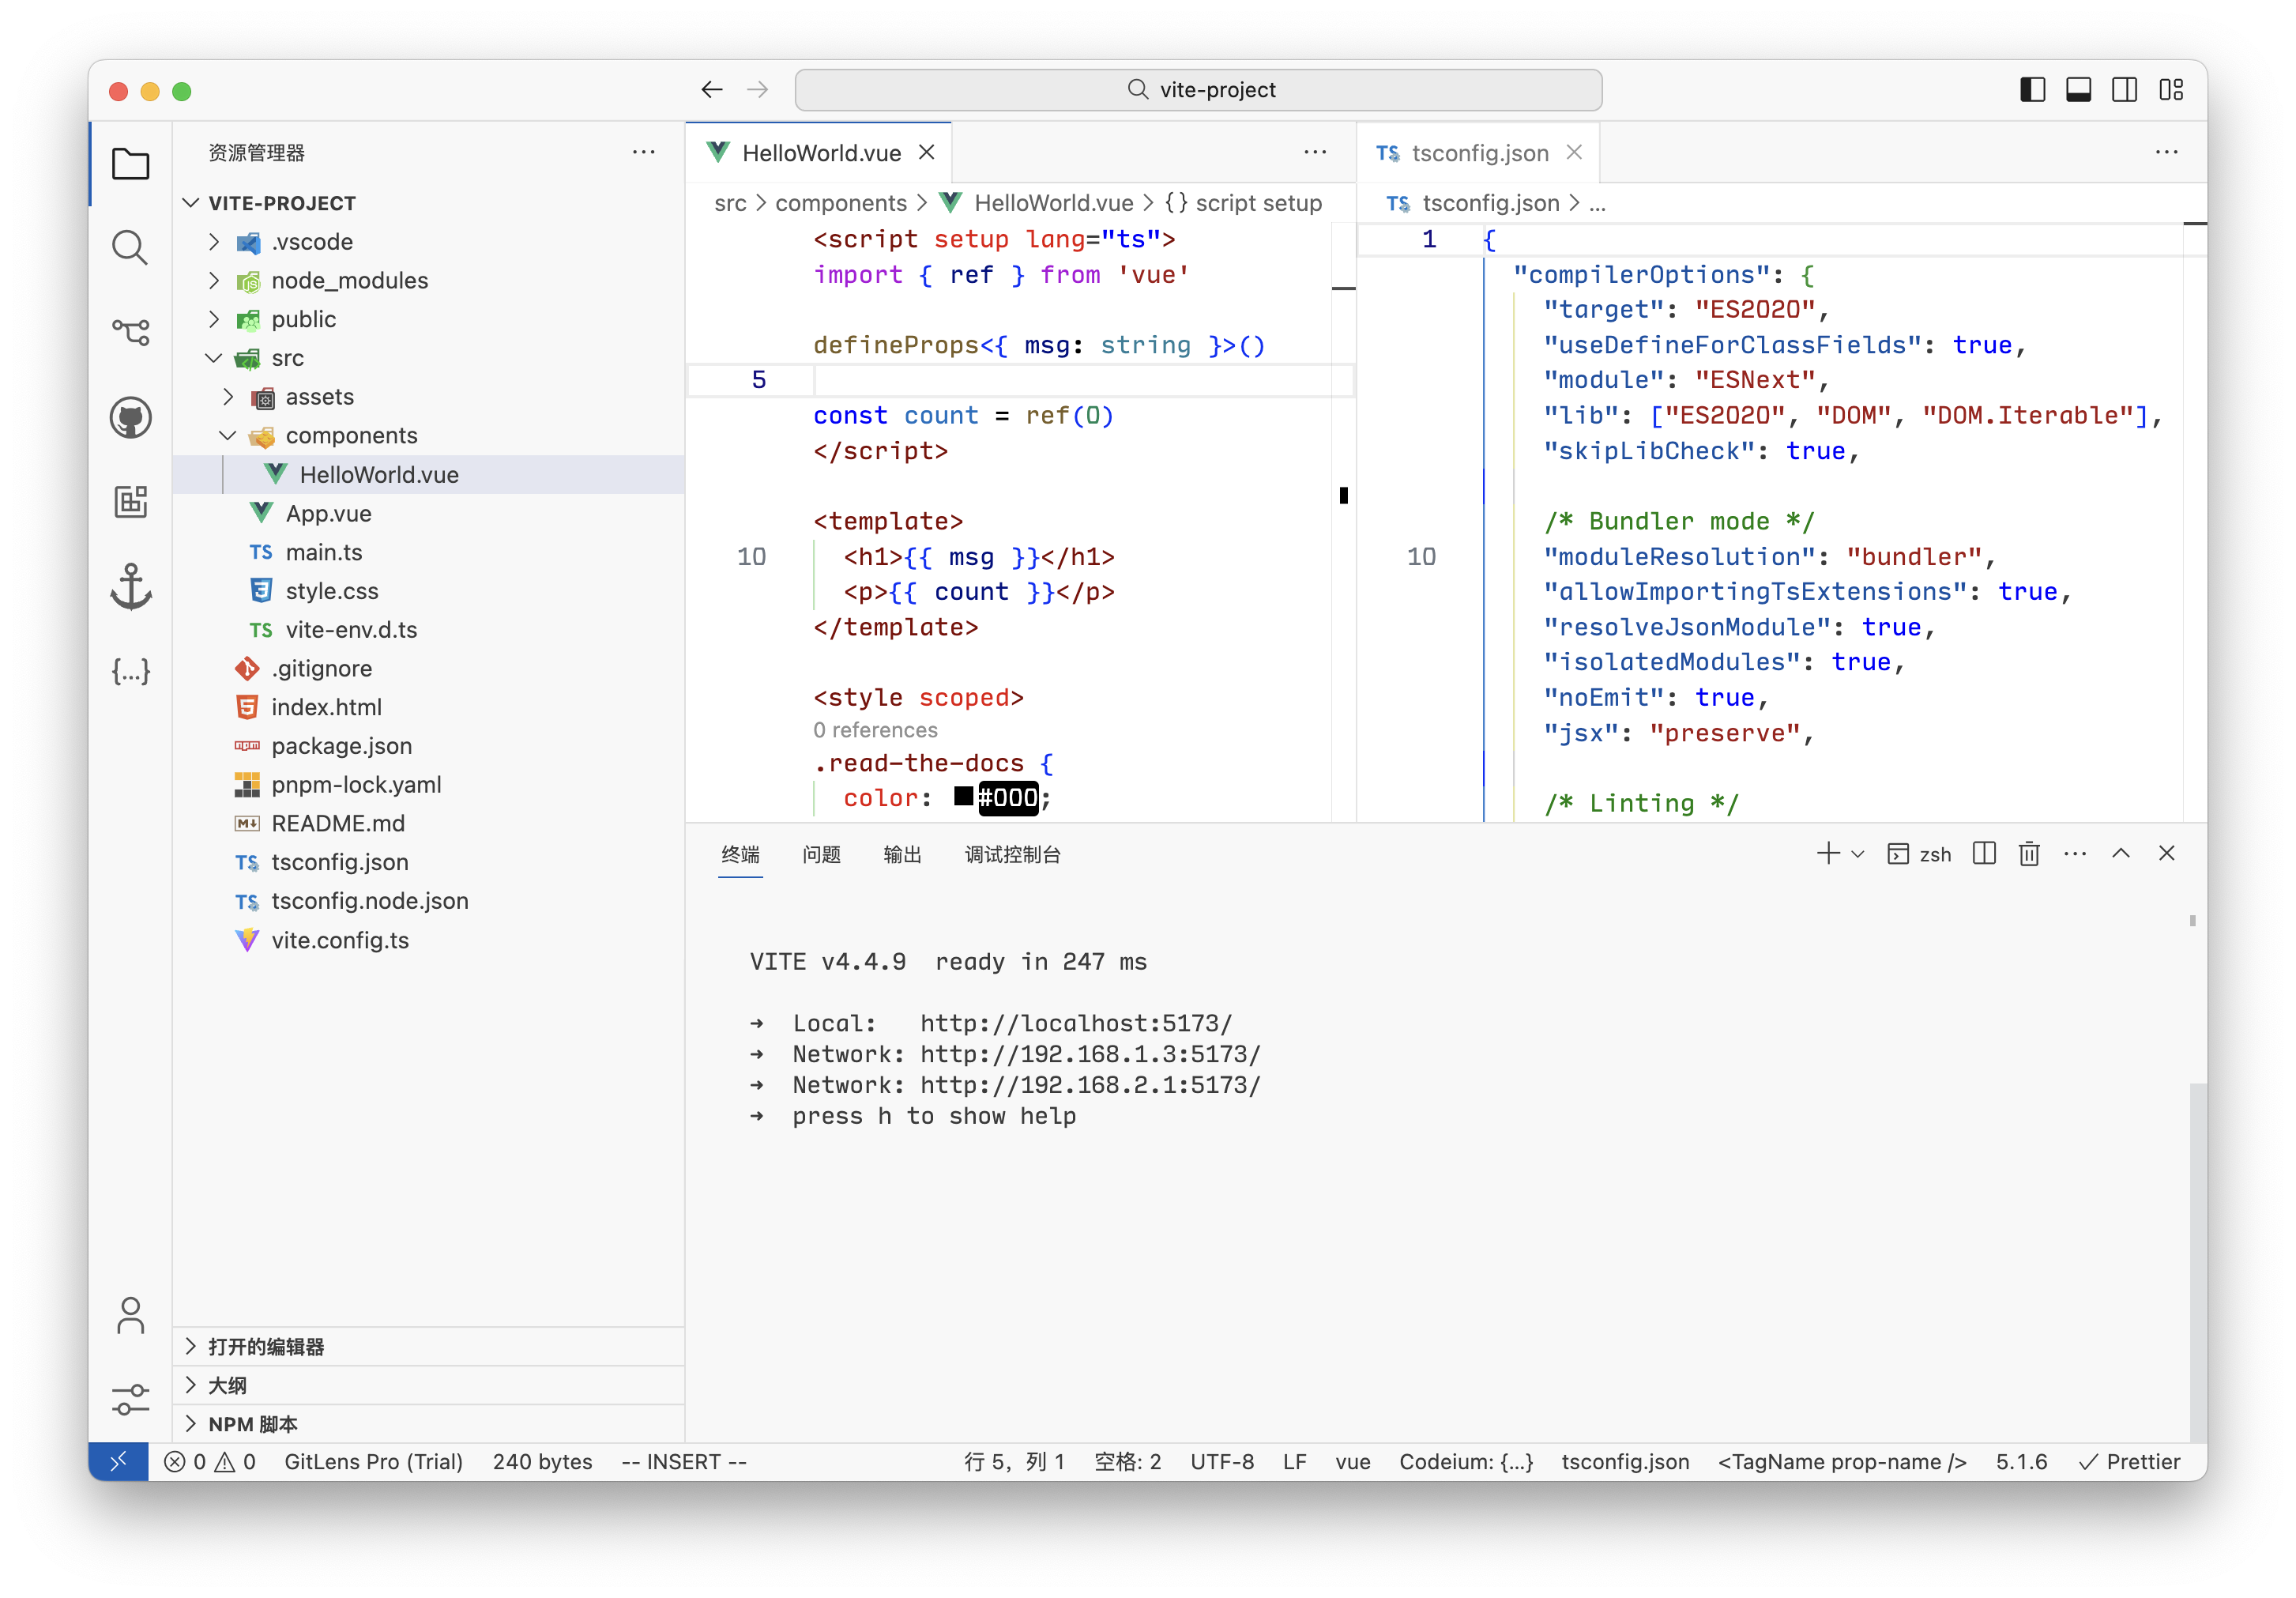 vite-project
资源管理器
VITE-PROJECT
.vscode
node_modules
public
src
assets
components
HelloWorld.vue
App.vue
TS main.ts
style.css
TS vite-env.d.ts
.gitignore
index.html
npm package.json
pnpm-lock.yaml
README.md
TS tsconfig.json
TS tsconfig.node.json
vite.config.ts
打开的编辑器
大纲
NPM 脚本
HelloWorld.vue
src > components > HelloWorld.vue > {} script setup
<script setup lang="ts">
import { ref } from 'vue'
defineProps<{ msg: string }>()
5
const count = ref(0)
</script>
<template>
10 <h1>{{ msg }}</h1>
<p>{{ count }}</p>
</template>
<style scoped>
0 references
.read-the-docs {
color: #000;
TS tsconfig.json
TS tsconfig.json > ...
1 {
"compilerOptions": {
"target": "ES2020",
"useDefineForClassFields": true,
"module": "ESNext",
"lib": ["ES2020", "DOM", "DOM.Iterable"],
"skipLibCheck": true,
/* Bundler mode */
10 "moduleResolution": "bundler",
"allowImportingTsExtensions": true,
"resolveJsonModule": true,
"isolatedModules": true,
"noEmit": true,
"jsx": "preserve",
/* Linting */
终端 问题 输出 调试控制台
zsh
VITE v4.4.9 ready in 247 ms
➜ Local: http://localhost:5173/
➜ Network: http://192.168.1.3:5173/
➜ Network: http://192.168.2.1:5173/
➜ press h to show help
0 0 GitLens Pro (Trial) 240 bytes -- INSERT -- 行 5，列 1 空格: 2 UTF-8 LF vue Codeium: {...} tsconfig.json <TagName prop-name /> 5.1.6 Prettier